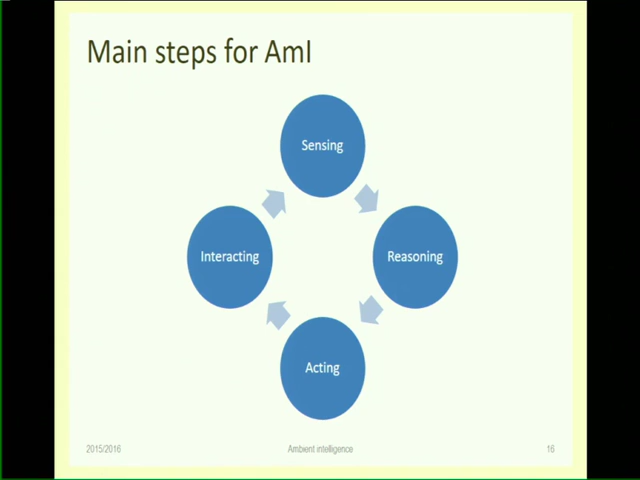 Main steps for AmI
Sensing
Interacting
Reasoning
Acting
2015/2016
Ambient intelligence
16